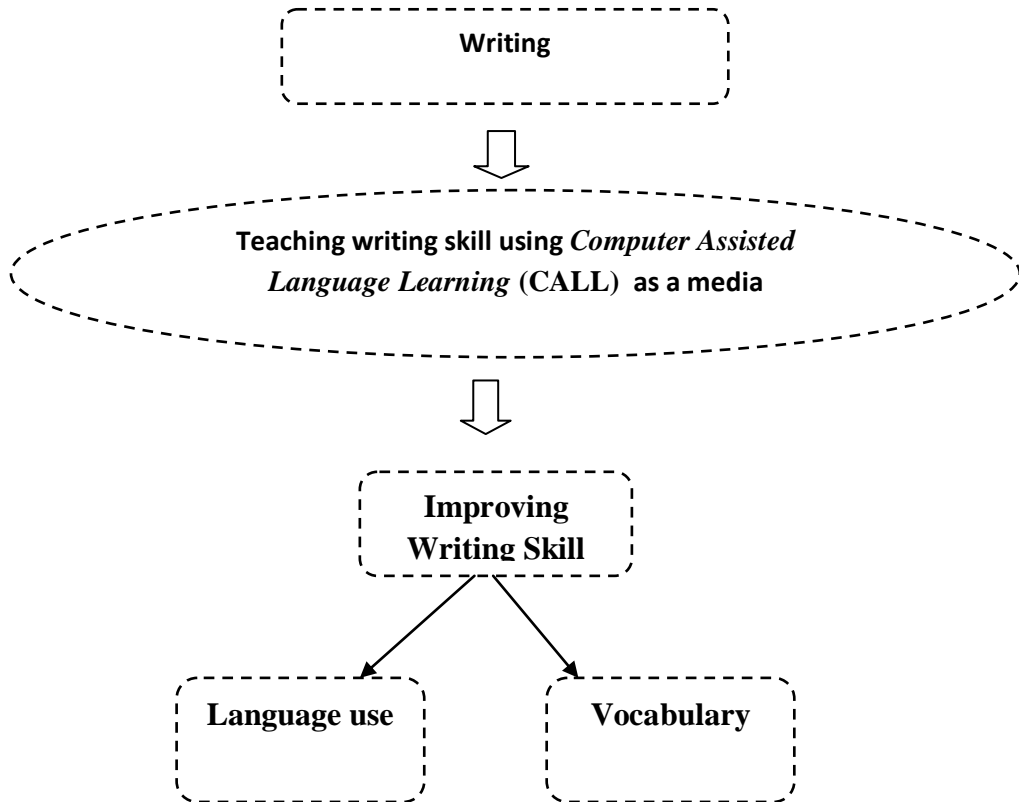 Writing
Teaching writing skill using Computer Assisted
Language Learning (CALL) as a media
Improving
Writing Skill
Language use
Vocabulary